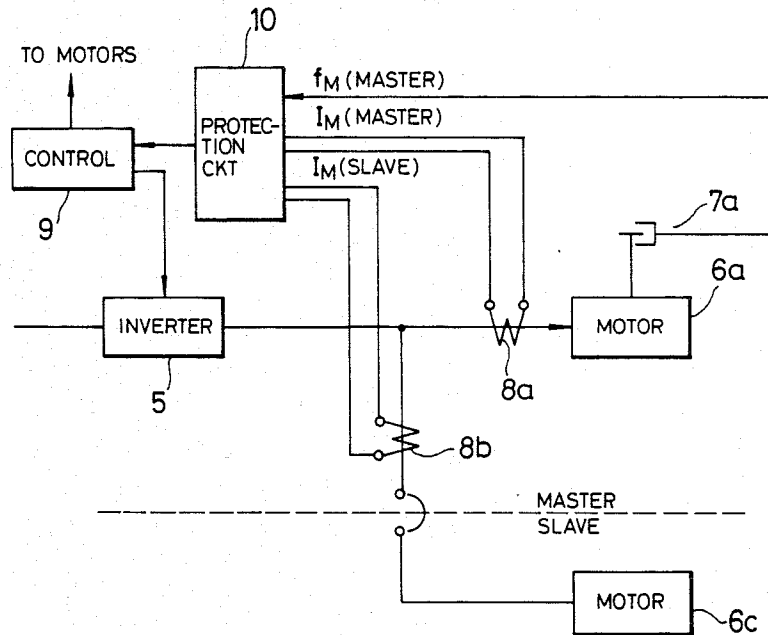 10
TO MOTORS
fM (MASTER)
IM (MASTER)
PROTEC-
TION
CKT
IM (SLAVE)
CONTROL
9
7a
6a
INVERTER
MOTOR
5
8a
8b
MASTER
SLAVE
MOTOR
6c